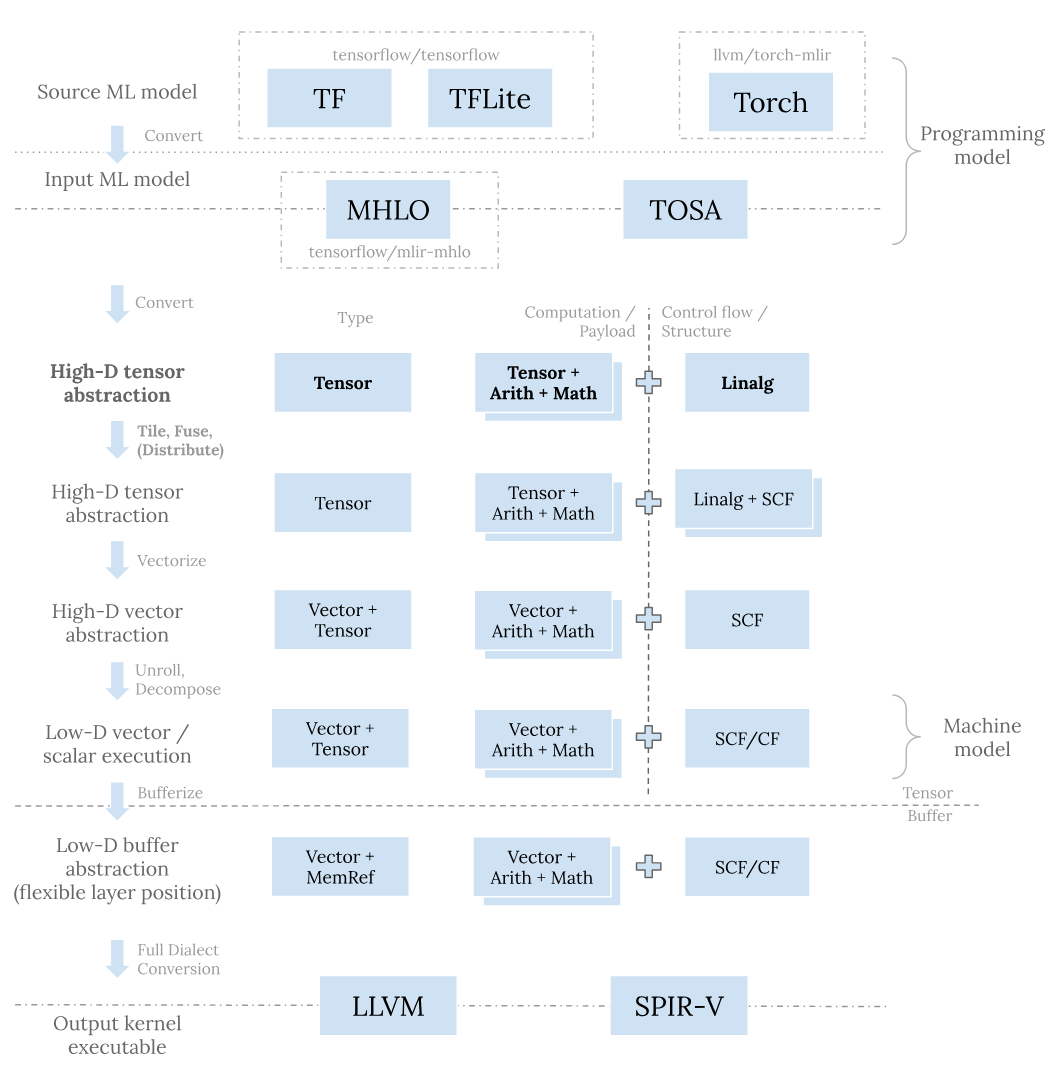 tensorflow/tensorflow
llvm/torch-mlir
Source ML model
TF
TFLite
Torch
Convert
Programming
model
Input ML model
MHLO
TOSA
tensorflow/mlir-mhlo
Convert
Type
Computation /
Payload
Control flow /
Structure
High-D tensor
abstraction
Tensor
Tensor +
Arith + Math
Linalg
Tile, Fuse,
(Distribute)
High-D tensor
abstraction
Tensor
Tensor +
Arith + Math
Linalg + SCF
Vectorize
High-D vector
abstraction
Vector +
Tensor
Vector +
Arith + Math
SCF
Unroll,
Decompose
Low-D vector /
scalar execution
Vector +
Tensor
Vector +
Arith + Math
SCF/CF
Machine
model
Bufferize
Tensor
Buffer
Low-D buffer
abstraction
(flexible layer position)
Vector +
MemRef
Vector +
Arith + Math
SCF/CF
Full Dialect
Conversion
LLVM
SPIR-V
Output kernel
executable